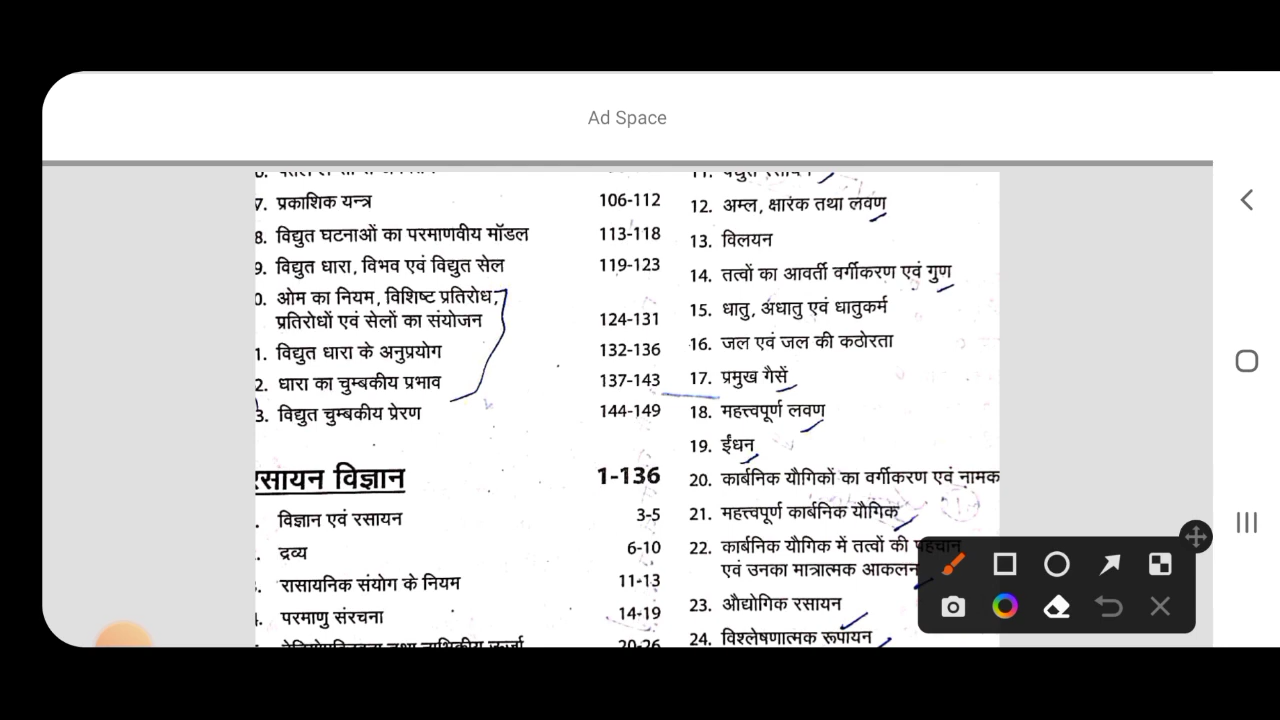 Ad Space
7. प्रकाशिक यन्त्र 106-112
8. विद्युत घटनाओं का परमाणवीय मॉडल 113-118
9. विद्युत धारा, विभव एवं विद्युत सेल 119-123
0. ओम का नियम, विशिष्ट प्रतिरोध,
प्रतिरोधों एवं सेलों का संयोजन 124-131
1. विद्युत धारा के अनुप्रयोग 132-136
2. धारा का चुम्बकीय प्रभाव 137-143
3. विद्युत चुम्बकीय प्रेरण 144-149
रसायन विज्ञान 1-136
. विज्ञान एवं रसायन 3-5
. द्रव्य 6-10
. रासायनिक संयोग के नियम 11-13
. परमाणु संरचना 14-19
20-26
12. अम्ल, क्षारक तथा लवण
13. विलयन
14. तत्वों का आवर्ती वर्गीकरण एवं गुण
15. धातु, अधातु एवं धातुकर्म
16. जल एवं जल की कठोरता
17. प्रमुख गैसें
18. महत्त्वपूर्ण लवण
19. ईंधन
20. कार्बनिक यौगिकों का वर्गीकरण एवं नामक
21. महत्त्वपूर्ण कार्बनिक यौगिक
22. कार्बनिक यौगिक में तत्वों की पहचान
एवं उनका मात्रात्मक आकलन
23. औद्योगिक रसायन
24. विश्लेषणात्मक रूपायन